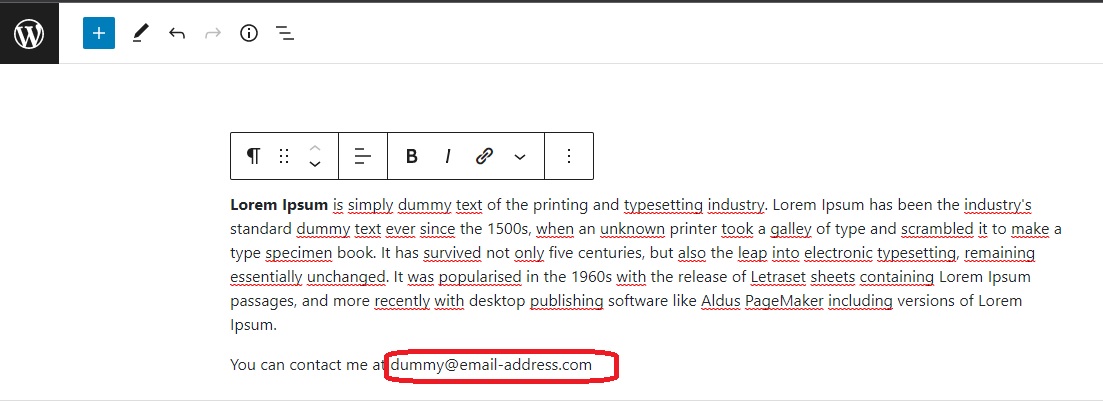 B I
Lorem Ipsum is simply dummy text of the printing and typesetting industry. Lorem Ipsum has been the industry's
standard dummy text ever since the 1500s, when an unknown printer took a galley of type and scrambled it to make a
type specimen book. It has survived not only five centuries, but also the leap into electronic typesetting, remaining
essentially unchanged. It was popularised in the 1960s with the release of Letraset sheets containing Lorem Ipsum
passages, and more recently with desktop publishing software like Aldus PageMaker including versions of Lorem
Ipsum.
You can contact me at dummy@email-address.com